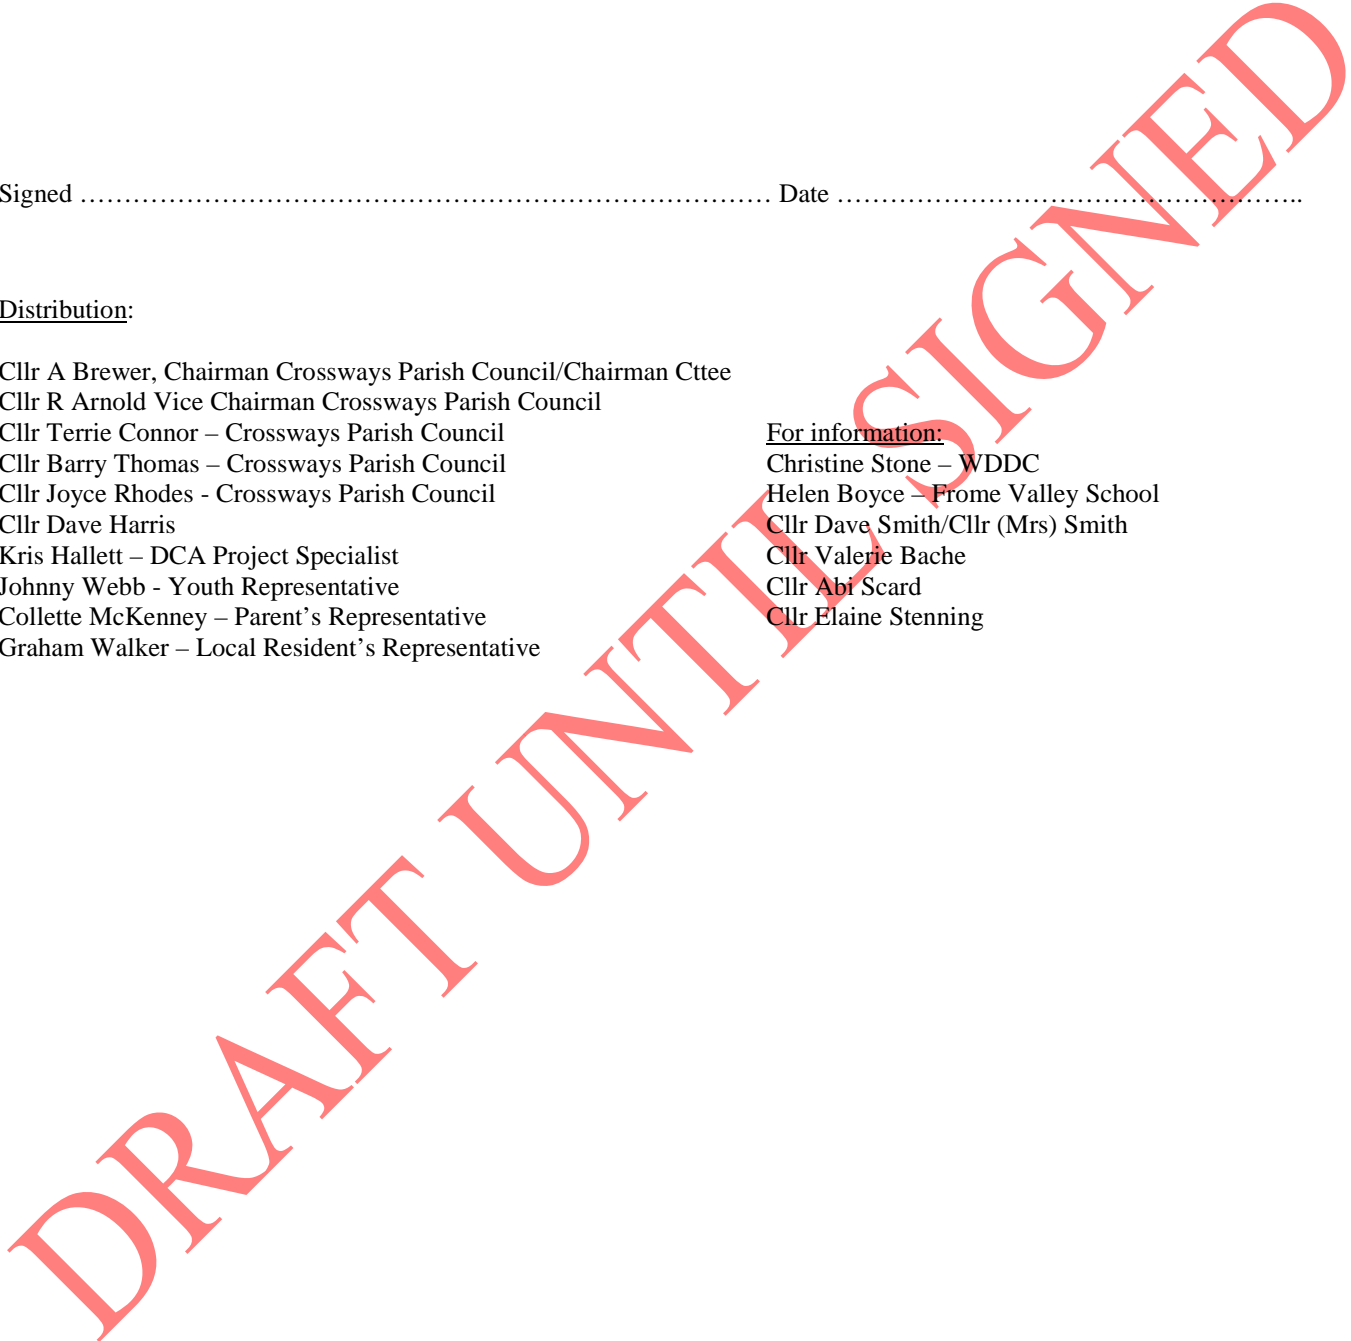 Signed …………………………………………………………………… Date ……………………………………………..
Distribution:
Cllr A Brewer, Chairman Crossways Parish Council/Chairman Cttee
Cllr R Arnold Vice Chairman Crossways Parish Council
Cllr Terrie Connor – Crossways Parish Council
Cllr Barry Thomas – Crossways Parish Council
Cllr Joyce Rhodes - Crossways Parish Council
Cllr Dave Harris
Kris Hallett – DCA Project Specialist
Johnny Webb - Youth Representative
Collette McKenney – Parent’s Representative
Graham Walker – Local Resident’s Representative
For information:
Christine Stone – WDDC
Helen Boyce – Frome Valley School
Cllr Dave Smith/Cllr (Mrs) Smith
Cllr Valerie Bache
Cllr Abi Scard
Cllr Elaine Stenning
DRAFT UNTIL SIGNED